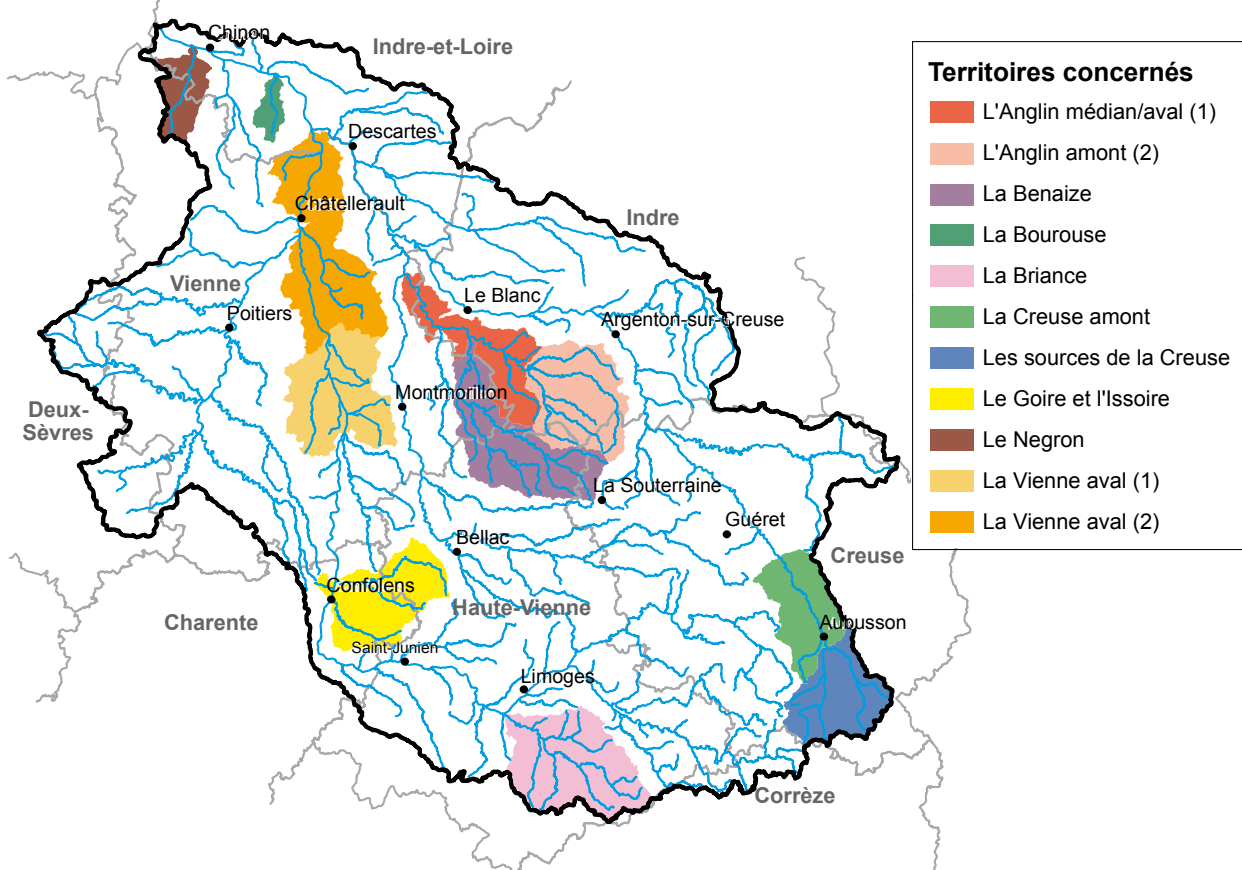 Chinon
Indre-et-Loire
Descartes
Châtellerault
Indre
Vienne
Le Blanc
Poitiers
Argenton-sur-Creuse
Montmorillon
Deux-
Sèvres
La Souterraine
Guéret
Bellac
Creuse
Confolens
Haute-Vienne
Charente
Aubusson
Saint-Junien
Limoges
Corrèze
Territoires concernés
L'Anglin médian/aval (1)
L'Anglin amont (2)
La Benaize
La Bourouse
La Briance
La Creuse amont
Les sources de la Creuse
Le Goire et l'Issoire
Le Negron
La Vienne aval (1)
La Vienne aval (2)